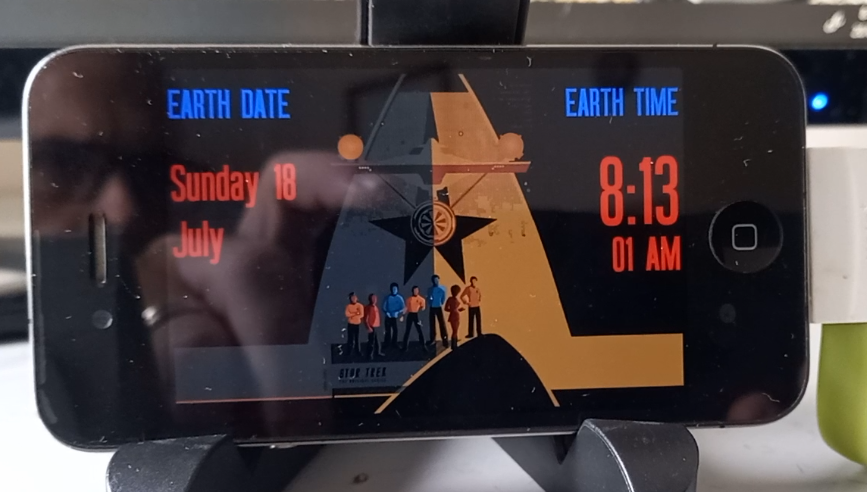 EARTH DATE
EARTH TIME
Sunday 18
July
8:13
01 AM
STAR TREK